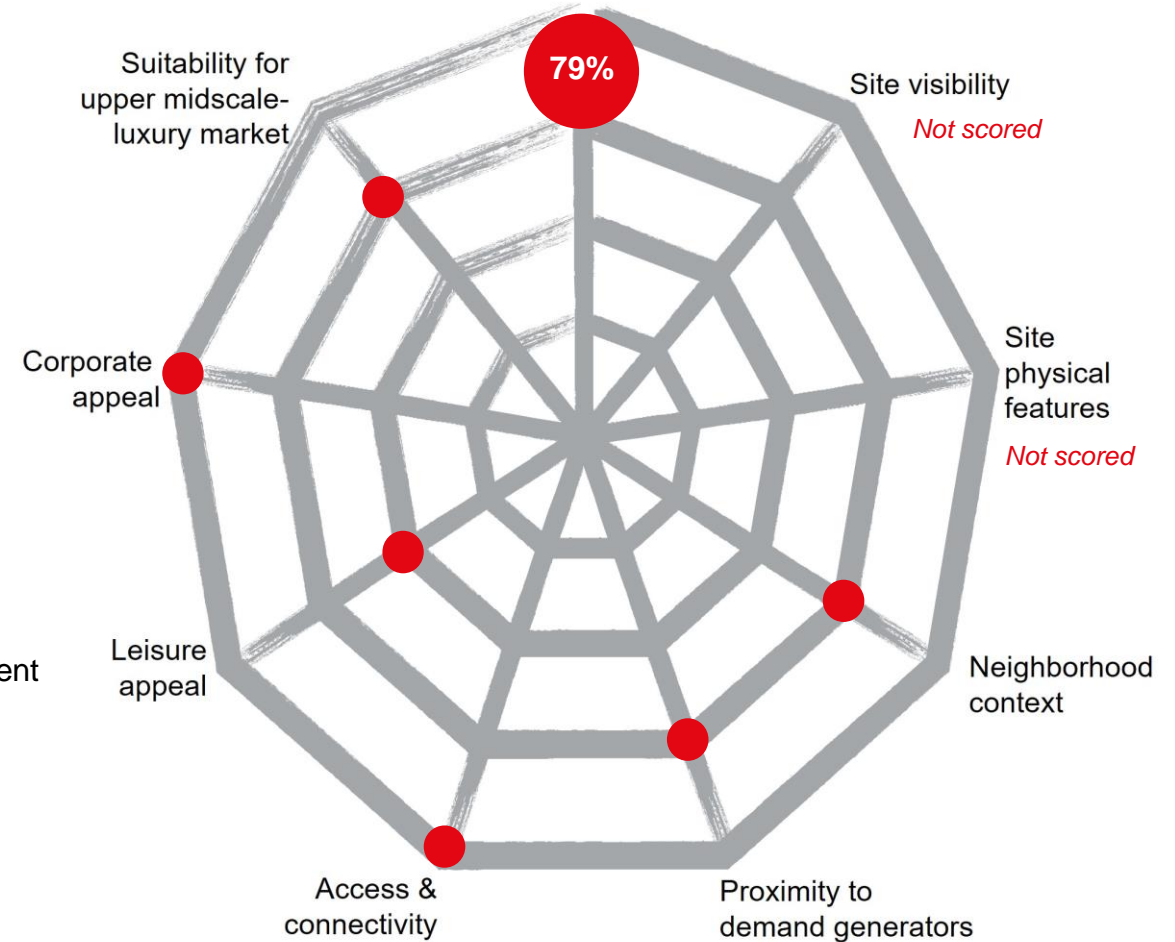 79%
Site visibility
Not scored
Site
physical
features
Not scored
Neighborhood
context
Proximity to
demand generators
Access &
connectivity
Leisure
appeal
Corporate
appeal
Suitability for
upper midscale-
luxury market
ent